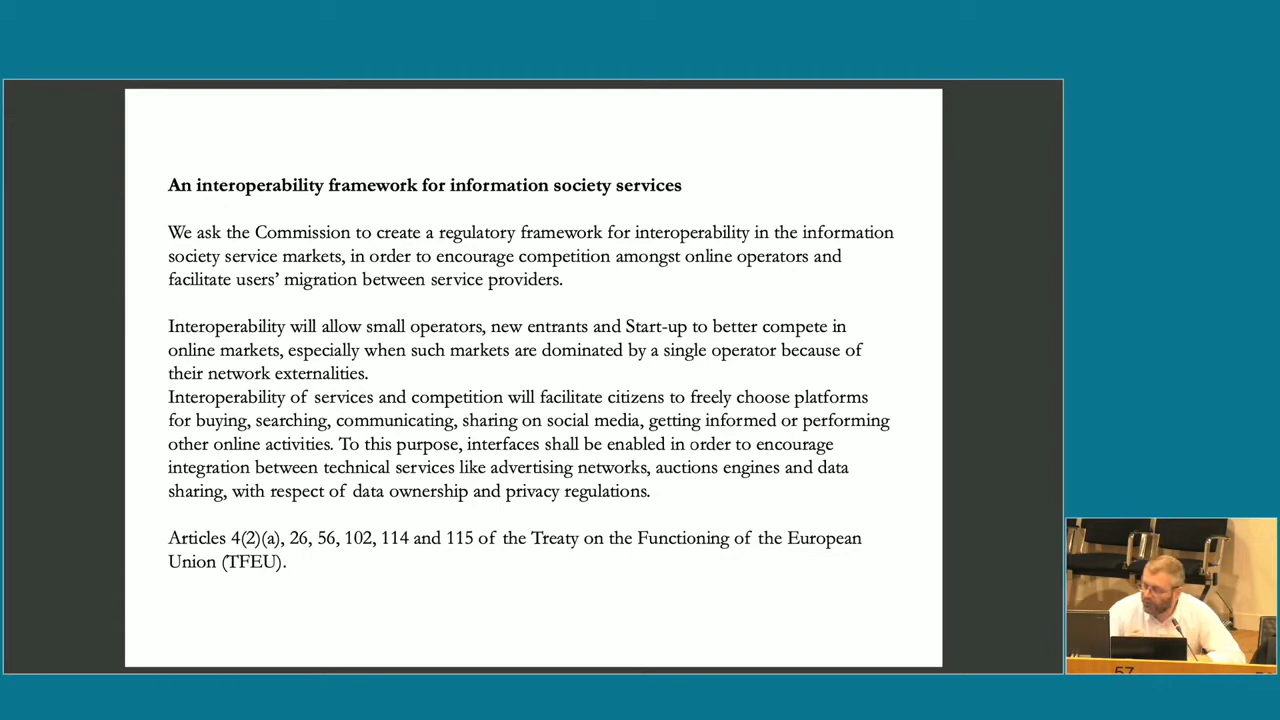 An interoperability framework for information society services
We ask the Commission to create a regulatory framework for interoperability in the information
society service markets, in order to encourage competition amongst online operators and
facilitate users’ migration between service providers.
Interoperability will allow small operators, new entrants and Start-up to better compete in
online markets, especially when such markets are dominated by a single operator because of
their network externalities.
Interoperability of services and competition will facilitate citizens to freely choose platforms
for buying, searching, communicating, sharing on social media, getting informed or performing
other online activities. To this purpose, interfaces shall be enabled in order to encourage
integration between technical services like advertising networks, auctions engines and data
sharing, with respect of data ownership and privacy regulations.
Articles 4(2)(a), 26, 56, 102, 114 and 115 of the Treaty on the Functioning of the European
Union (TFEU).
57